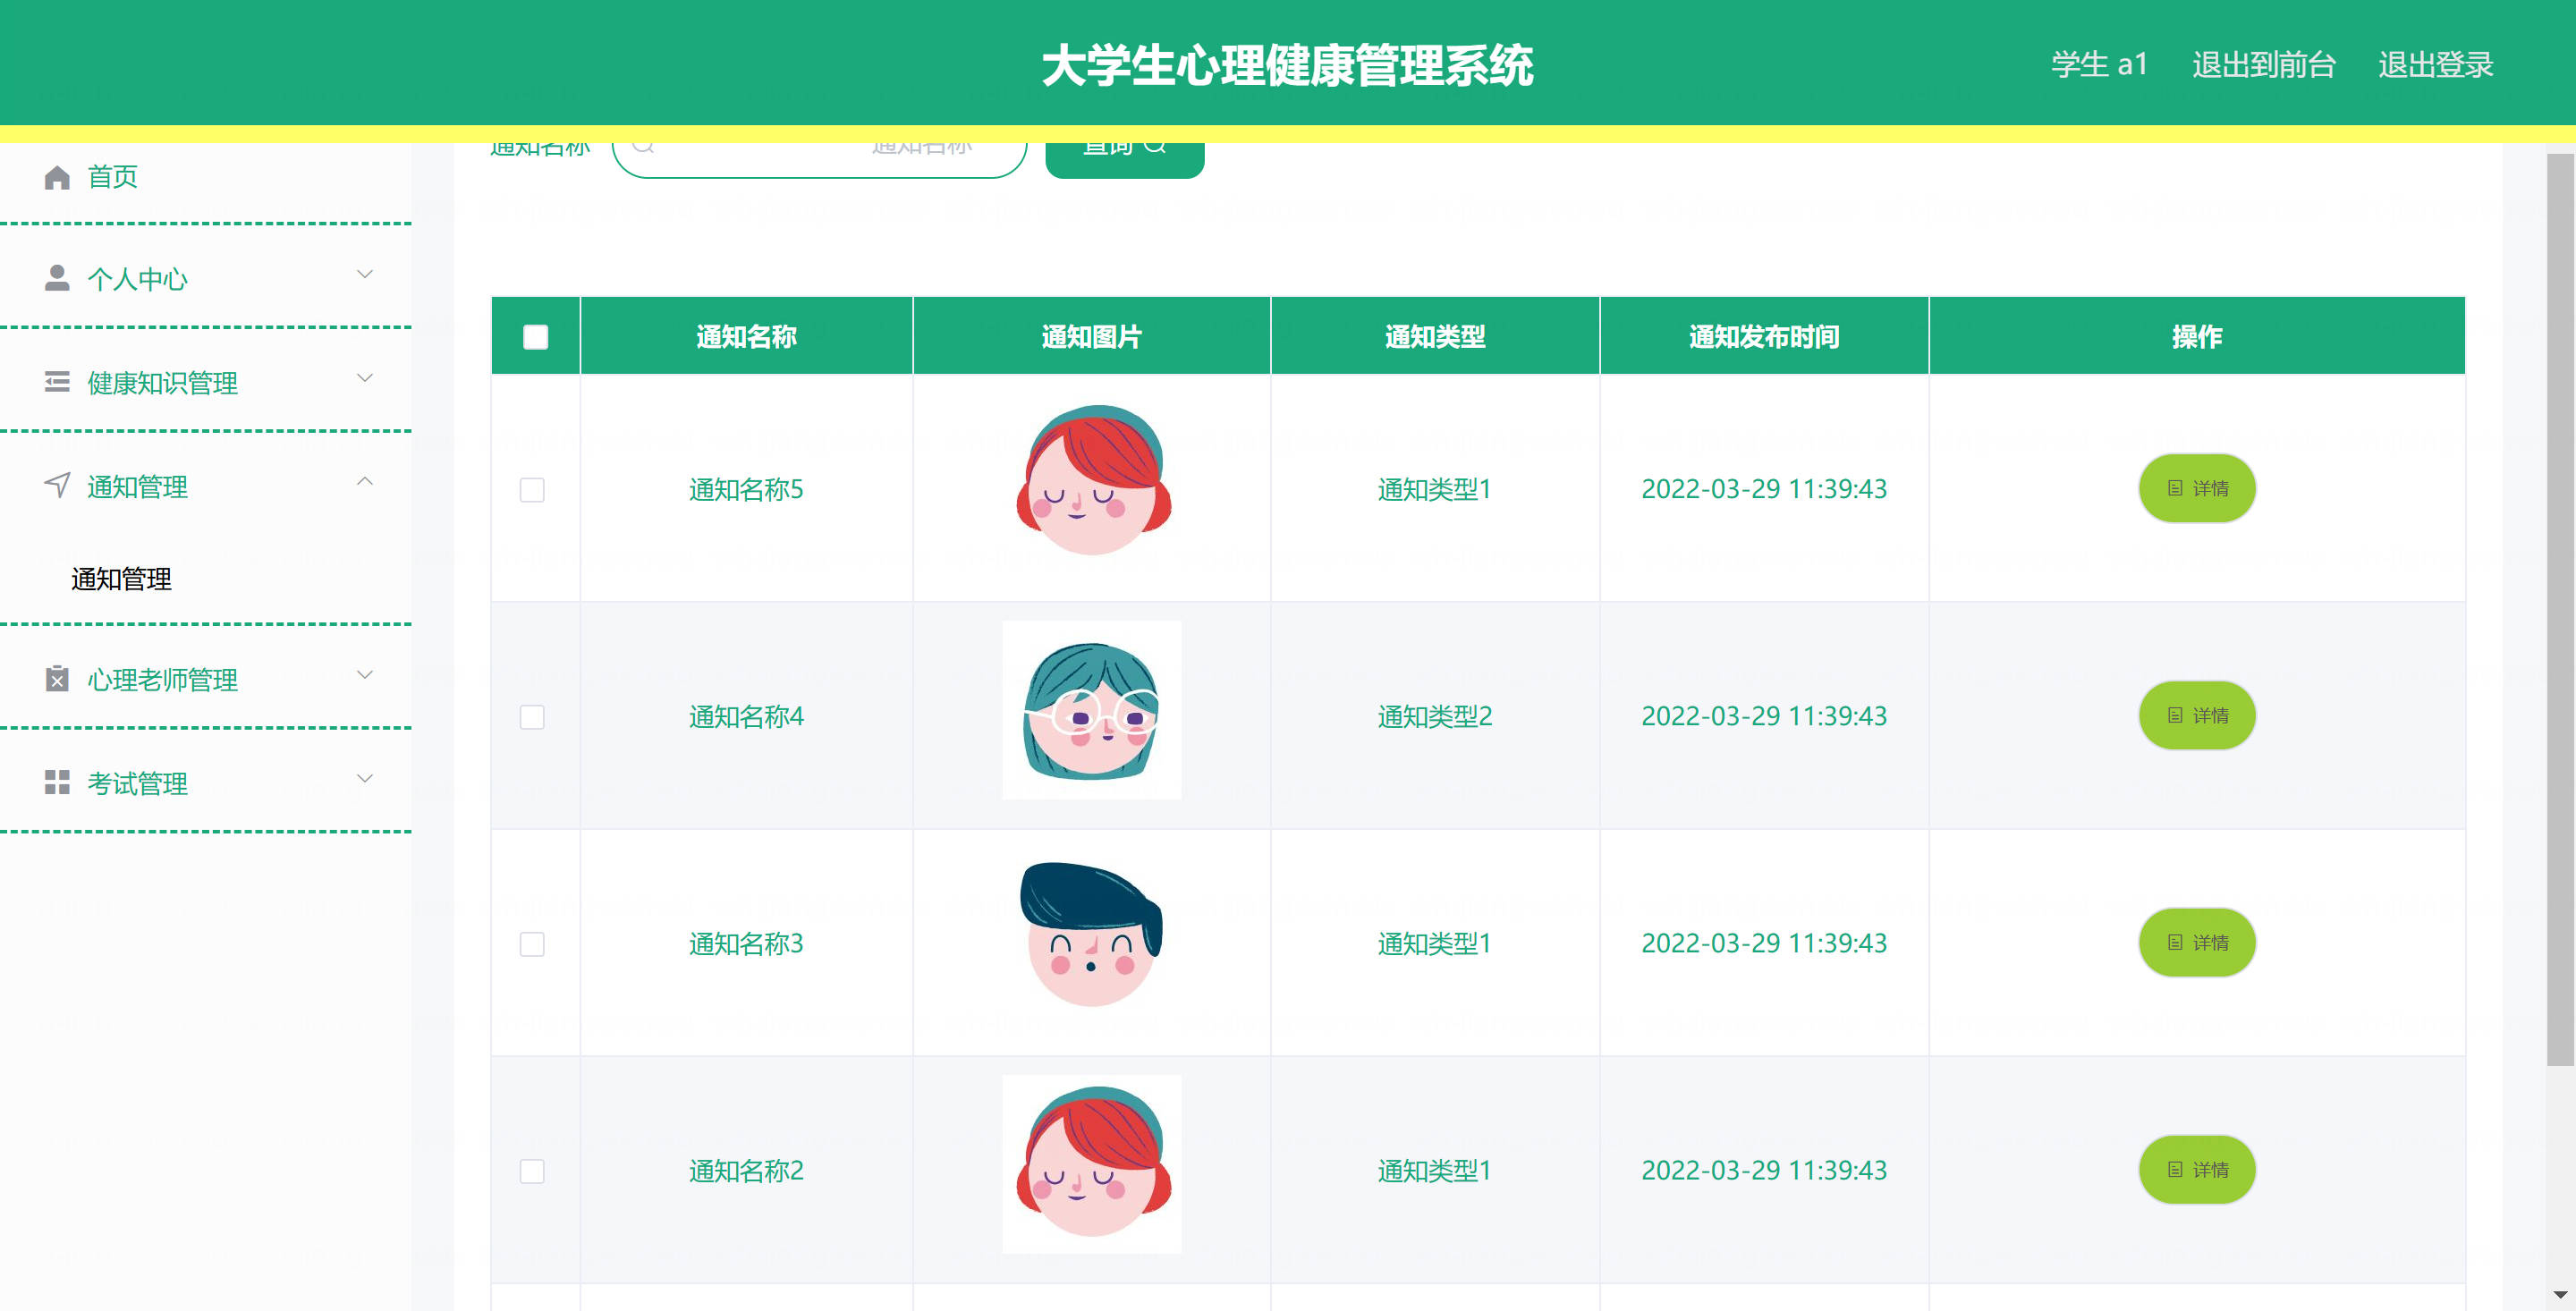 大学生心理健康管理系统
学生 a1 退出到前台 退出登录
通知名称 通知名称 查询
首页
个人中心
健康知识管理
通知管理
通知管理
心理老师管理
考试管理
通知名称 通知图片 通知类型 通知发布时间 操作
通知名称5 通知类型1 2022-03-29 11:39:43 详情
通知名称4 通知类型2 2022-03-29 11:39:43 详情
通知名称3 通知类型1 2022-03-29 11:39:43 详情
通知名称2 通知类型1 2022-03-29 11:39:43 详情